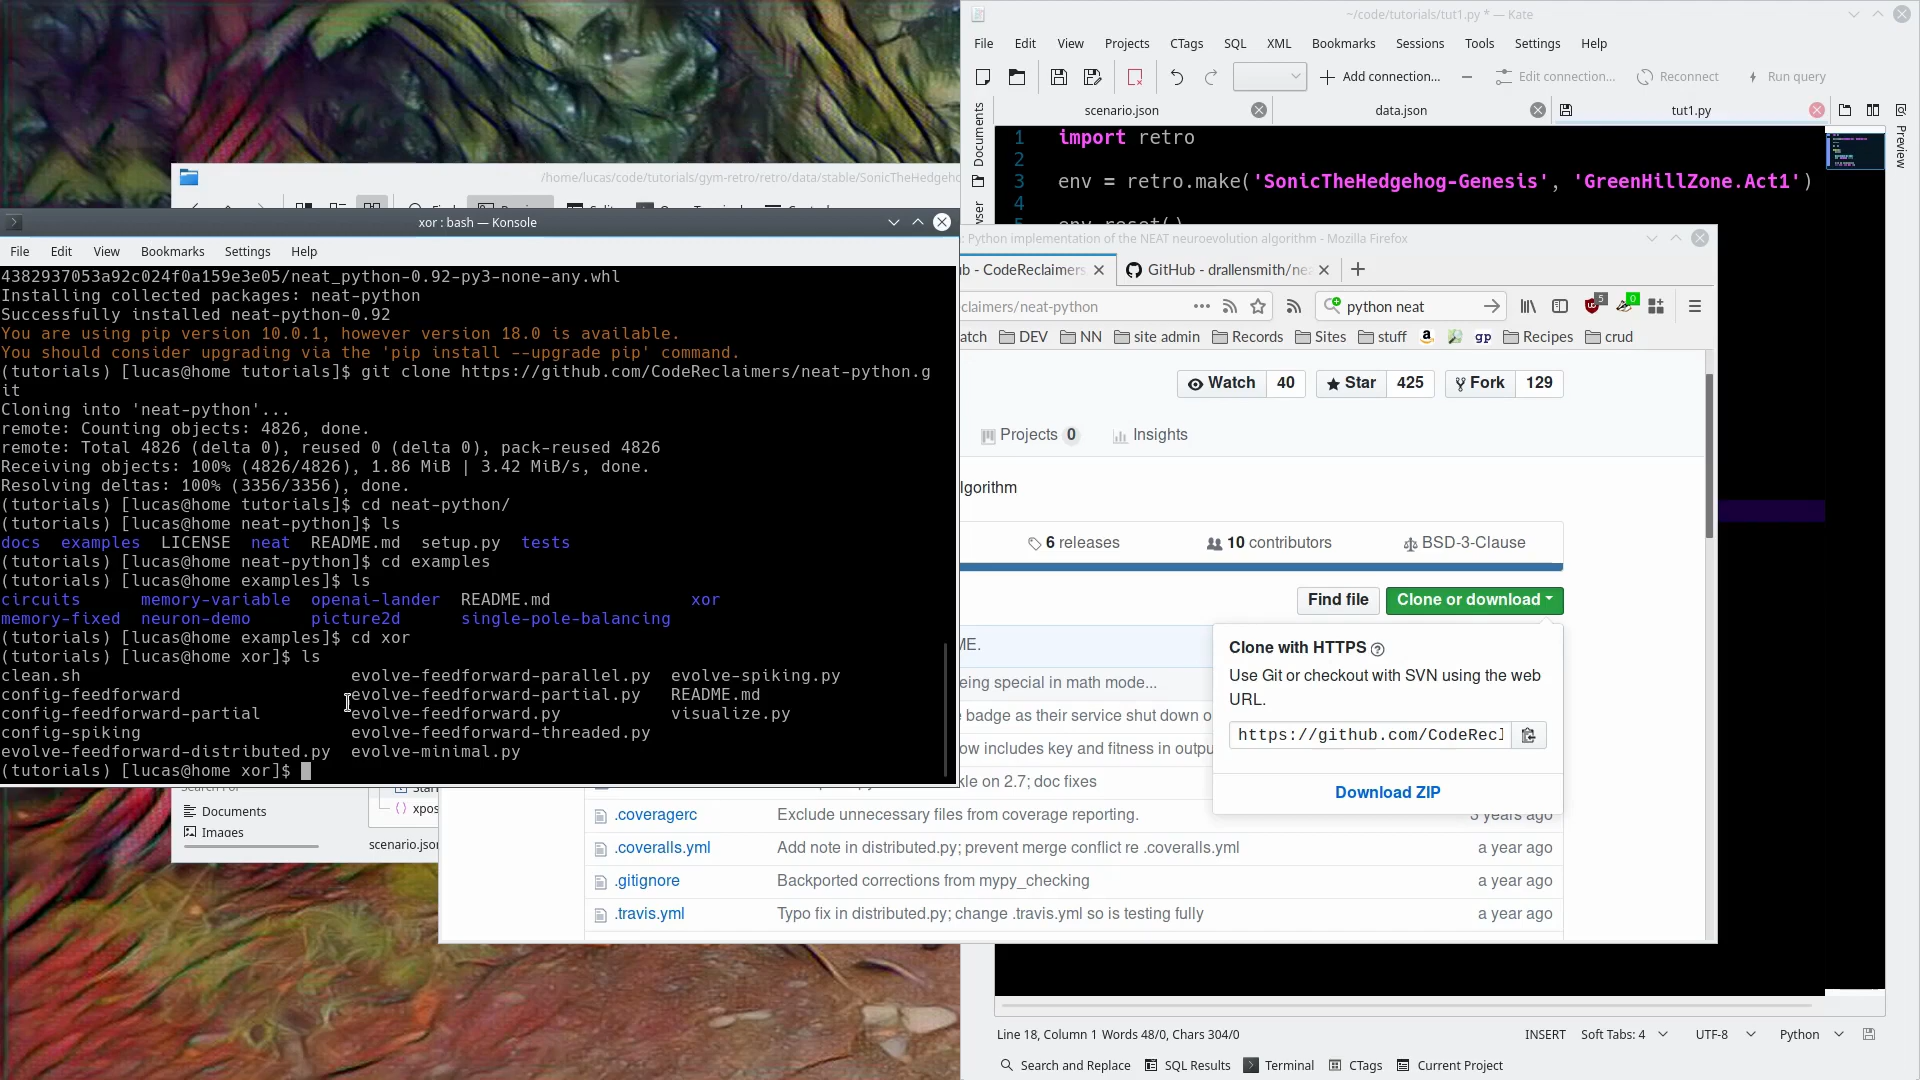 ~/code/tutorials/tut1.py * — Kate
File Edit View Projects CTags SQL XML Bookmarks Sessions Tools Settings Help
Add connection... Edit connection... Reconnect Run query
scenario.json data.json tut1.py
Documents
Preview
1 import retro
2
3 env = retro.make('SonicTheHedgehog-Genesis', 'GreenHillZone.Act1')
4
/home/lucas/code/tutorials/gym-retro/retro/data/stable/SonicTheHedgeho
xor : bash — Konsole
File Edit View Bookmarks Settings Help
4382937053a92c024f0a159e3e05/neat_python-0.92-py3-none-any.whl
Installing collected packages: neat-python
Successfully installed neat-python-0.92
You are using pip version 10.0.1, however version 18.0 is available.
You should consider upgrading via the 'pip install --upgrade pip' command.
(tutorials) [lucas@home tutorials]$ git clone https://github.com/CodeReclaimers/neat-python.g
it
Cloning into 'neat-python'...
remote: Counting objects: 4826, done.
remote: Total 4826 (delta 0), reused 0 (delta 0), pack-reused 4826
Receiving objects: 100% (4826/4826), 1.86 MiB | 3.42 MiB/s, done.
Resolving deltas: 100% (3356/3356), done.
(tutorials) [lucas@home tutorials]$ cd neat-python/
(tutorials) [lucas@home neat-python]$ ls
docs examples LICENSE neat README.md setup.py tests
(tutorials) [lucas@home neat-python]$ cd examples
(tutorials) [lucas@home examples]$ ls
circuits memory-variable openai-lander README.md xor
memory-fixed neuron-demo picture2d single-pole-balancing
(tutorials) [lucas@home examples]$ cd xor
(tutorials) [lucas@home xor]$ ls
clean.sh evolve-feedforward-parallel.py evolve-spiking.py
config-feedforward evolve-feedforward-partial.py README.md
config-feedforward-partial evolve-feedforward.py visualize.py
config-spiking evolve-feedforward-threaded.py
evolve-feedforward-distributed.py evolve-minimal.py
(tutorials) [lucas@home xor]$
Documents
Images
xpos
scenario.json
: Python implementation of the NEAT neuroevolution algorithm - Mozilla Firefox
b - CodeReclaimers GitHub - drallensmith/nea
eclaimers/neat-python python neat 5 0
atch DEV NN site admin Records Sites stuff a gp Recipes crud
Watch 40 Star 425 Fork 129
Projects 0 Insights
lgorithm
6 releases 10 contributors BSD-3-Clause
Find file Clone or download
ME.
eing special in math mode...
e badge as their service shut down o
ow includes key and fitness in outpu
kle on 2.7; doc fixes
Clone with HTTPS
Use Git or checkout with SVN using the web
URL.
https://github.com/CodeRecl
Download ZIP
.coveragerc Exclude unnecessary files from coverage reporting. 3 years ago
.coveralls.yml Add note in distributed.py; prevent merge conflict re .coveralls.yml a year ago
.gitignore Backported corrections from mypy_checking a year ago
.travis.yml Typo fix in distributed.py; change .travis.yml so is testing fully a year ago
Line 18, Column 1 Words 48/0, Chars 304/0 INSERT Soft Tabs: 4 UTF-8 Python
Search and Replace SQL Results Terminal CTags Current Project